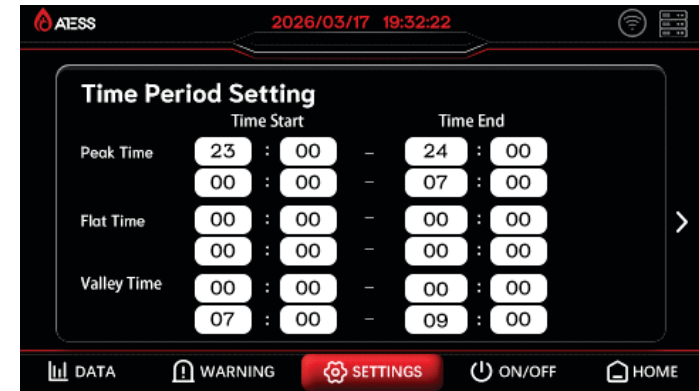 ATESS 2026/03/17 19:32:22
Time Period Setting
Time Start Time End
Peak Time 23 : 00 – 24 : 00
00 : 00 – 07 : 00
Flat Time 00 : 00 – 00 : 00
00 : 00 – 00 : 00
Valley Time 00 : 00 – 00 : 00
07 : 00 – 09 : 00
DATA WARNING SETTINGS ON/OFF HOME